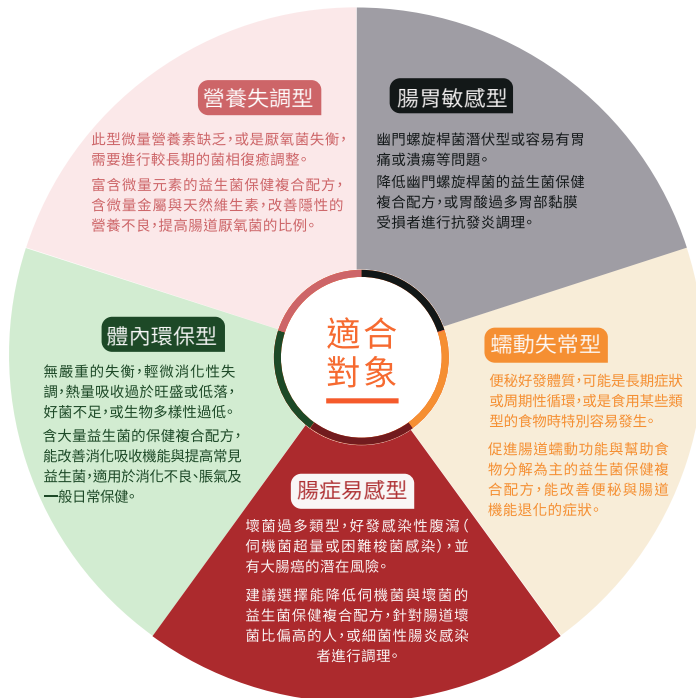 適合
對象
營養失調型
此型微量營養素缺乏，或是厭氧菌失衡，
需要進行較長期的菌相復癒調整。
富含微量元素的益生菌保健複合配方，
含微量金屬與天然維生素，改善隱性的
營養不良，提高腸道厭氧菌的比例。
腸胃敏感型
幽門螺旋桿菌潛伏型或容易有胃
痛或潰瘍等問題。
降低幽門螺旋桿菌的益生菌保健
複合配方，或胃酸過多胃部黏膜
受損者進行抗發炎調理。
體內環保型
無嚴重的失衡，輕微消化性失
調，熱量吸收過於旺盛或低落，
好菌不足，或生物多樣性過低。
含大量益生菌的保健複合配方，
能改善消化吸收機能與提高常見
益生菌，適用於消化不良、脹氣及
一般日常保健。
蠕動失常型
便秘好發體質，可能是長期症狀
或周期性循環，或是食用某些類
型的食物時特別容易發生。
促進腸道蠕動功能與幫助食
物分解為主的益生菌保健複
合配方，能改善便秘與腸道
機能退化的症狀。
腸症易感型
壞菌過多類型，好發感染性腹瀉（
伺機菌超量或困難梭菌感染），並
有大腸癌的潛在風險。
建議選擇能降低伺機菌與壞菌的
益生菌保健複合配方，針對腸道壞
菌比偏高的人，或細菌性腸炎感染
者進行調理。